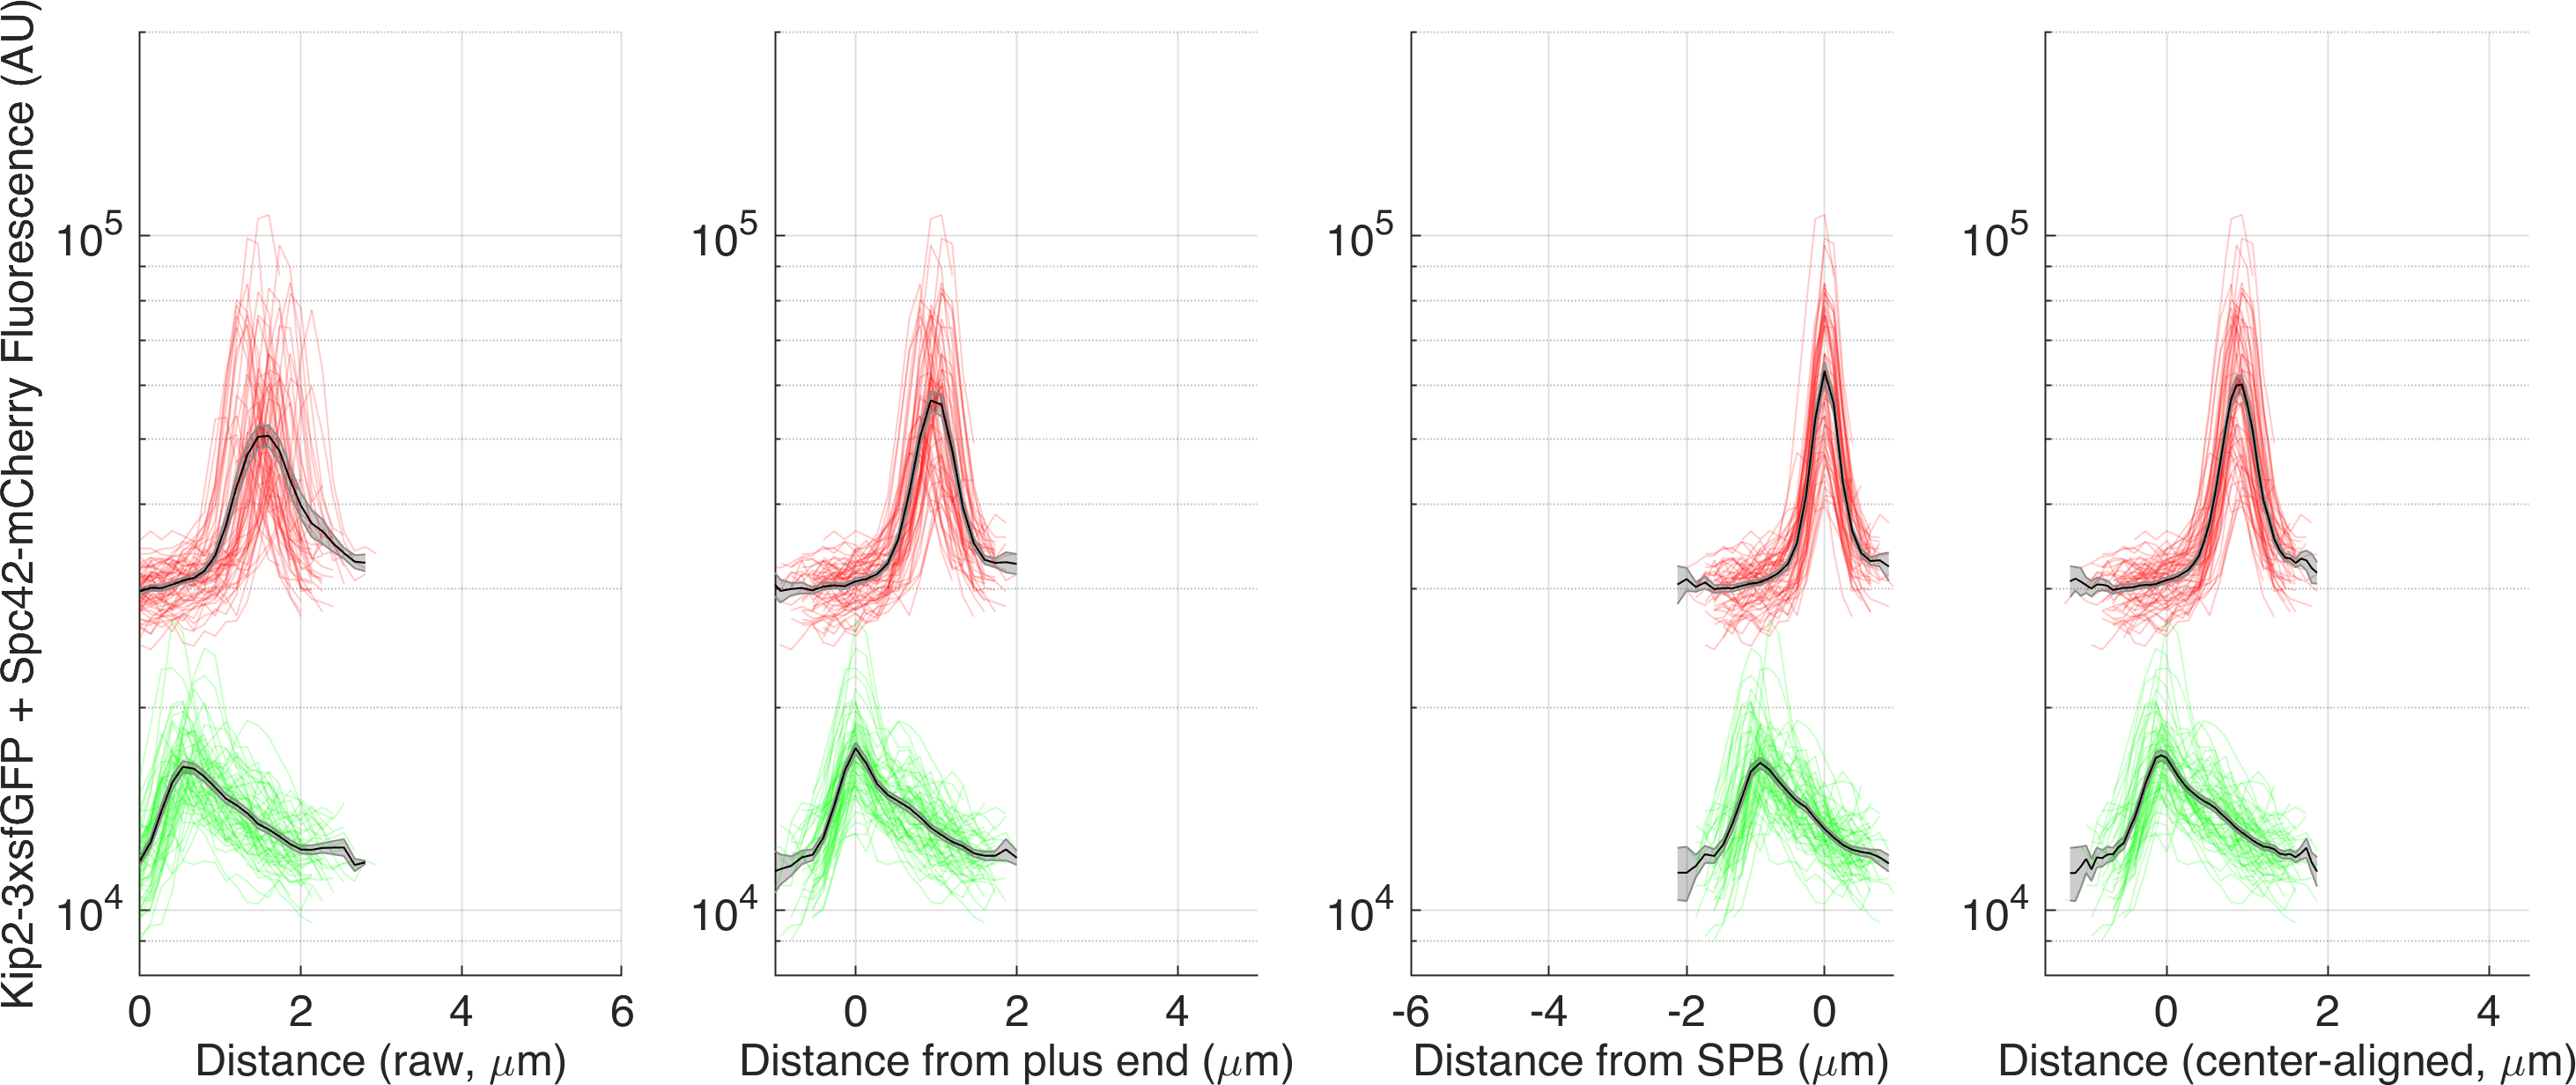 Kip2-3xsfGFP + Spc42-mCherry Fluorescence (AU)
10^5
10^4
0 2 4 6
Distance (raw, μm)
10^5
10^4
0 2 4
Distance from plus end (μm)
10^5
10^4
-6 -4 -2 0
Distance from SPB (μm)
10^5
10^4
0 2 4
Distance (center-aligned, μm)